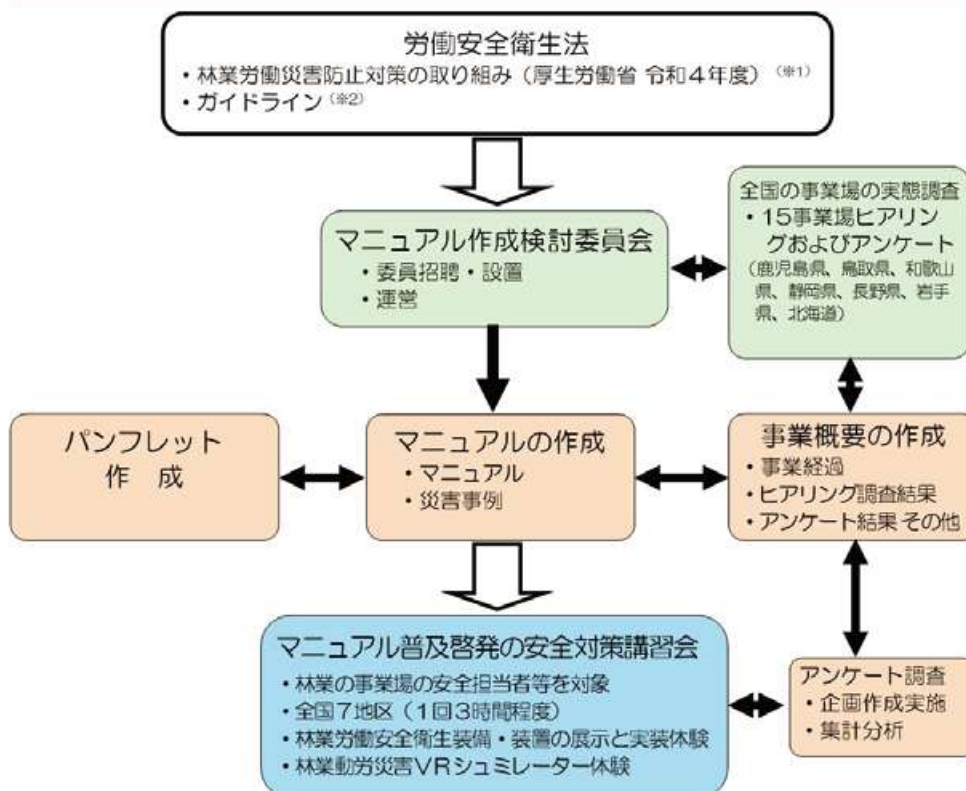 労働安全衛生法
・林業労働災害防止対策の取り組み（厚生労働省 令和４年度）（※1）
・ガイドライン（※2）
マニュアル作成検討委員会
・委員招聘・設置
・運営
全国の事業場の実態調査
・15事業場ヒアリン
グおよびアンケート
（鹿児島県、鳥取県、和歌山
県、静岡県、長野県、岩手
県、北海道）
パンフレット
作　成
マニュアルの作成
・マニュアル
・災害事例
事業概要の作成
・事業経過
・ヒアリング調査結果
・アンケート結果 その他
マニュアル普及啓発の安全対策講習会
・林業の事業場の安全担当者等を対象
・全国７地区（１回３時間程度）
・林業労働安全衛生装備・装置の展示と実装体験
・林業動労災害ＶＲシュミレーター体験
アンケート調査
・企画作成実施
・集計分析